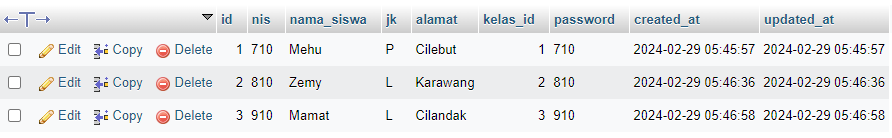 id nis nama_siswa jk alamat kelas_id password created_at updated_at
Edit Copy Delete 1 710 Mehu P Cilebut 1 710 2024-02-29 05:45:57 2024-02-29 05:45:57
Edit Copy Delete 2 810 Zemy L Karawang 2 810 2024-02-29 05:46:36 2024-02-29 05:46:36
Edit Copy Delete 3 910 Mamat L Cilandak 3 910 2024-02-29 05:46:58 2024-02-29 05:46:58